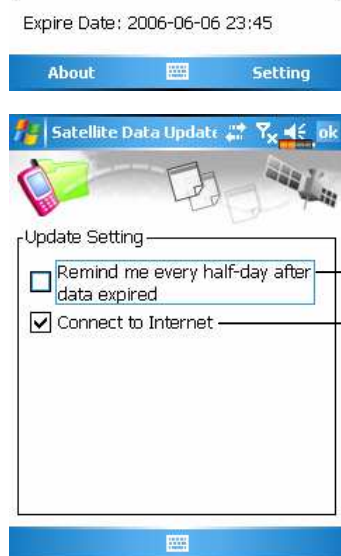 Expire Date: 2006-06-06 23:45
About Setting
Satellite Data Update ok
Update Setting
Remind me every half-day after
data expired
Connect to Internet